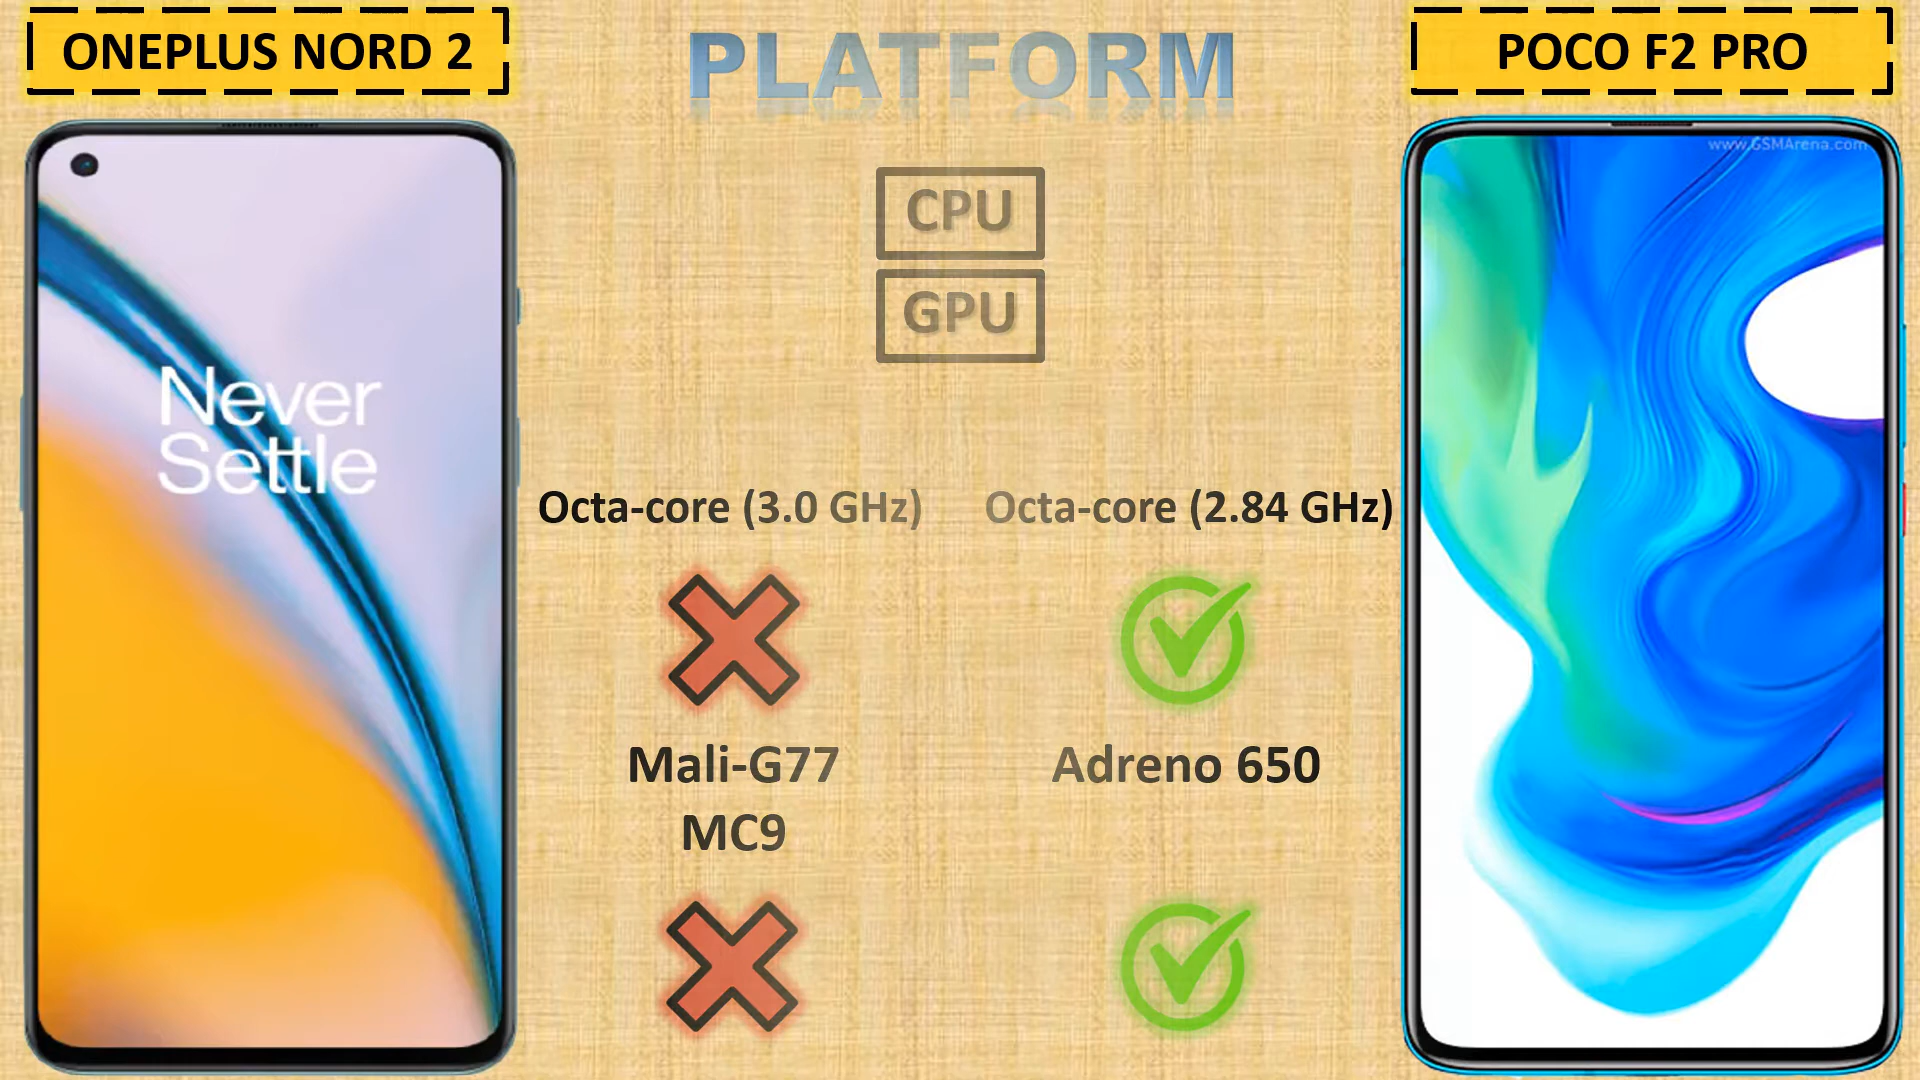 ONEPLUS NORD 2
PLATFORM
POCO F2 PRO
www.GSMArena.com
CPU
GPU
Never
Settle
Octa-core (3.0 GHz)
Octa-core (2.84 GHz)
Mali-G77
MC9
Adreno 650